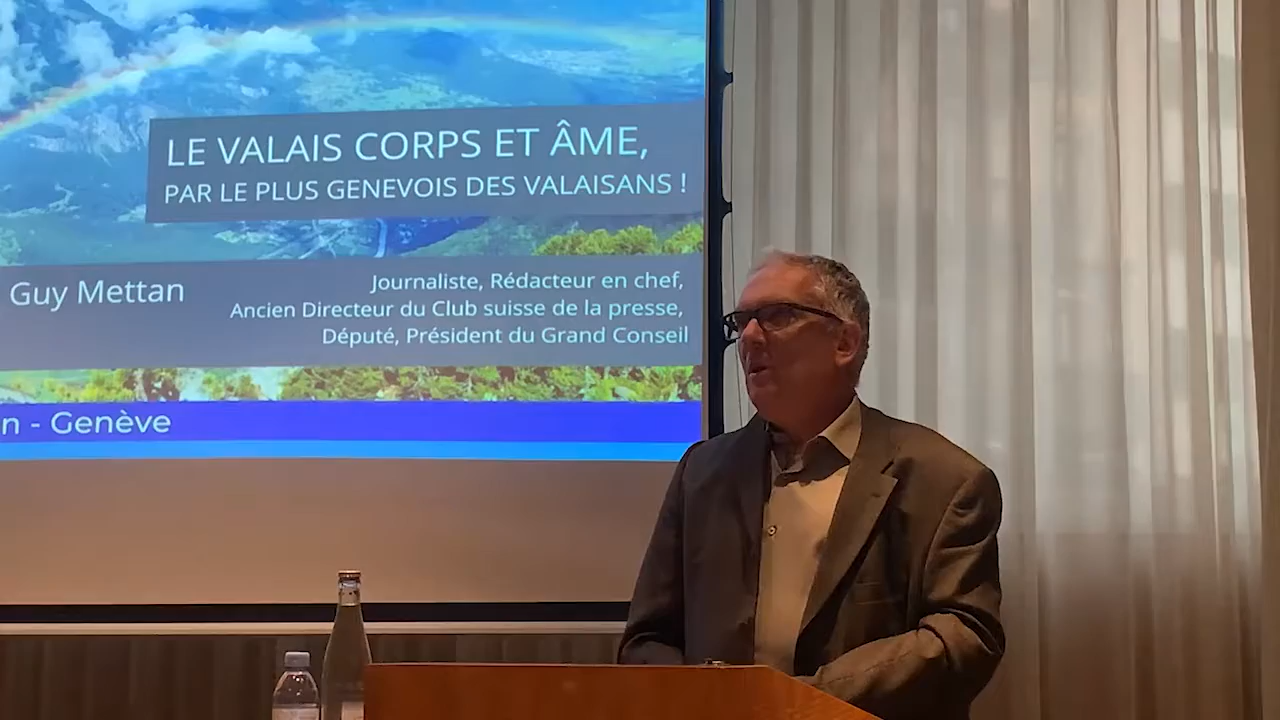 LE VALAIS CORPS ET ÂME,
PAR LE PLUS GENEVOIS DES VALAISANS !
Guy Mettan
Journaliste, Rédacteur en chef,
Ancien Directeur du Club suisse de la presse,
Député, Président du Grand Conseil
n - Genève